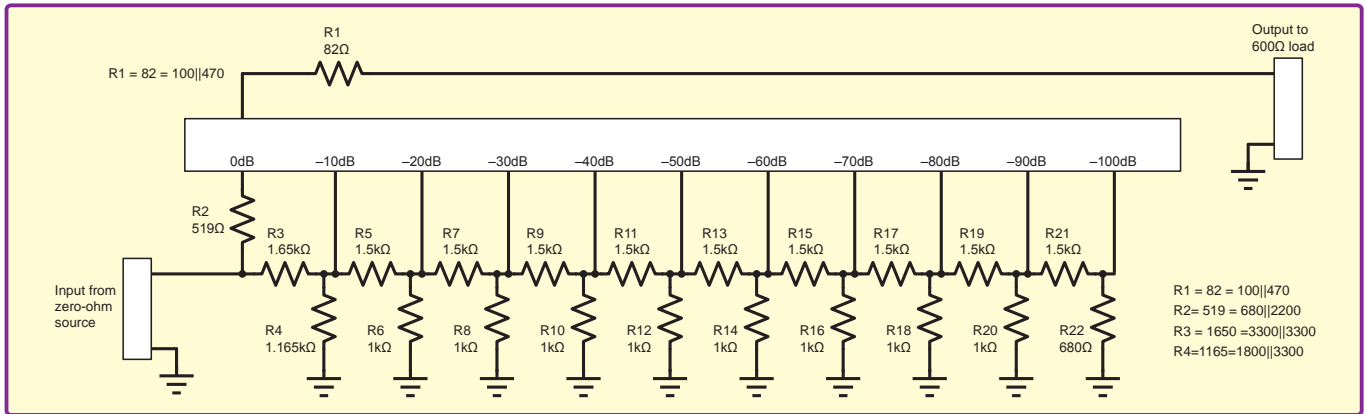 R1
82Ω
R1 = 82 = 100||470
Output to
600Ω load
0dB –10dB –20dB –30dB –40dB –50dB –60dB –70dB –80dB –90dB –100dB
R2
519Ω
R3
1.65kΩ
R5
1.5kΩ
R7
1.5kΩ
R9
1.5kΩ
R11
1.5kΩ
R13
1.5kΩ
R15
1.5kΩ
R17
1.5kΩ
R19
1.5kΩ
R21
1.5kΩ
Input from
zero-ohm
source
R4
1.165kΩ
R6
1kΩ
R8
1kΩ
R10
1kΩ
R12
1kΩ
R14
1kΩ
R16
1kΩ
R18
1kΩ
R20
1kΩ
R22
680Ω
R1 = 82 = 100||470
R2= 519 = 680||2200
R3 = 1650 =3300||3300
R4=1165=1800||3300